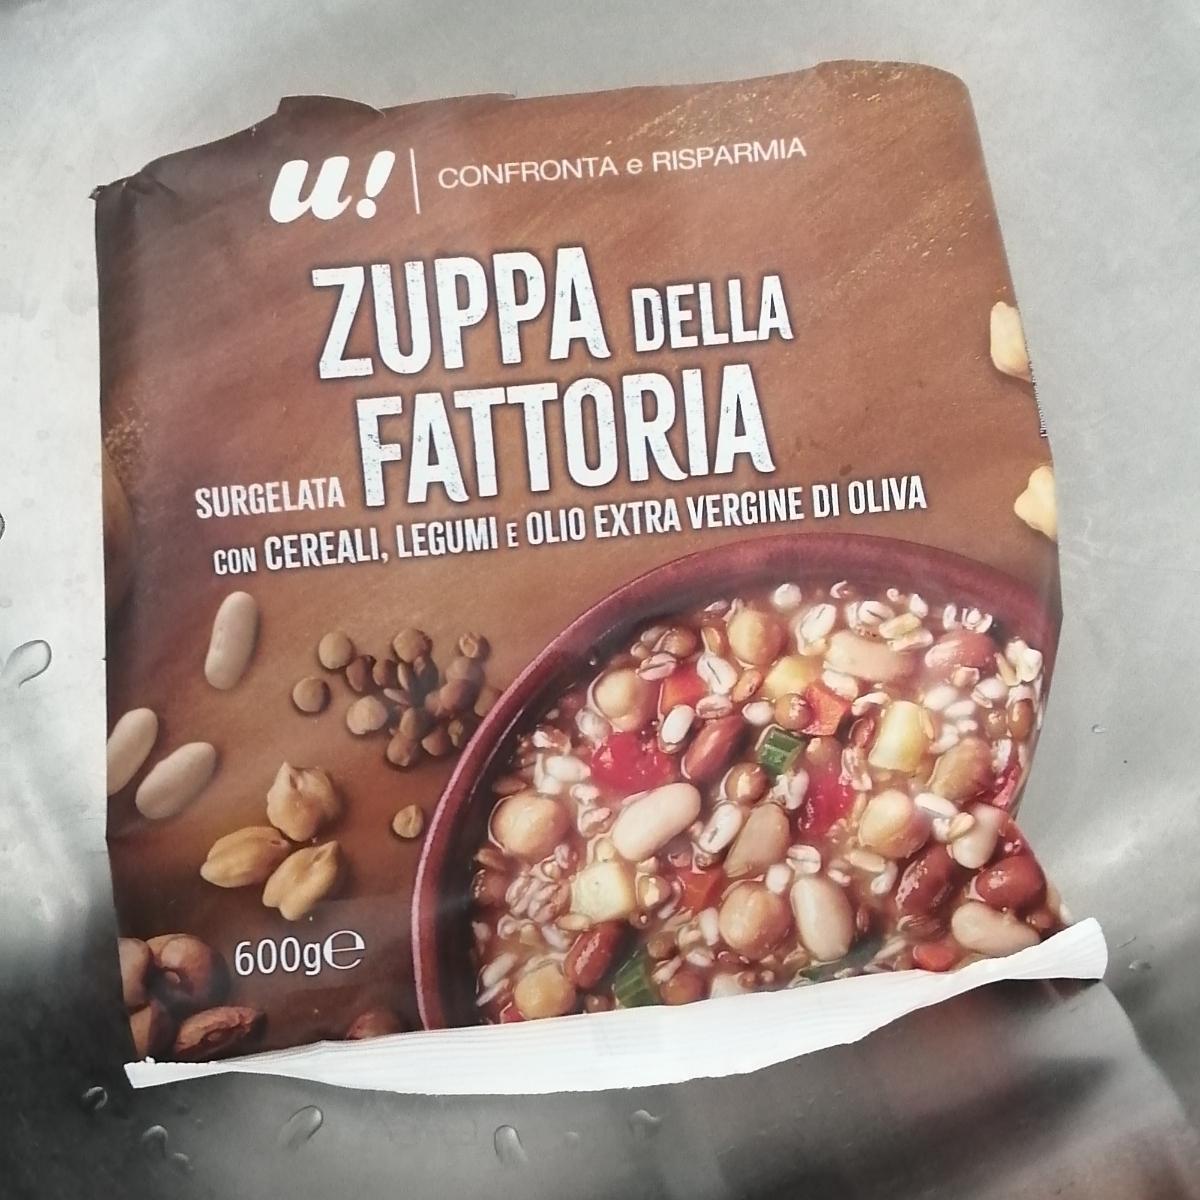 u! | CONFRONTA e RISPARMIA
ZUPPA DELLA
FATTORIA
SURGELATA
CON CEREALI, LEGUMI E OLIO EXTRA VERGINE DI OLIVA
600g℮